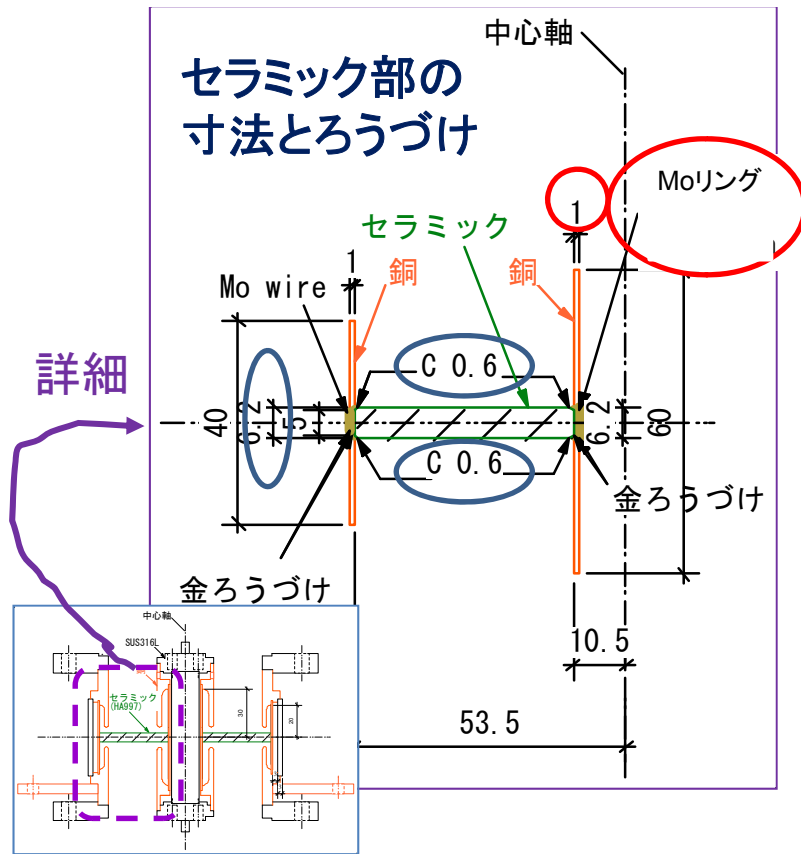 中心軸
セラミック部の
寸法とろうづけ
Moリング
1
セラミック
1
銅
銅
Mo wire
C 0.6
詳細
40
6.2
5
6.2
60
C 0.6
金ろうづけ
金ろうづけ
10.5
53.5
中心軸
SUS316L
セラミック
(HA997)
30
20